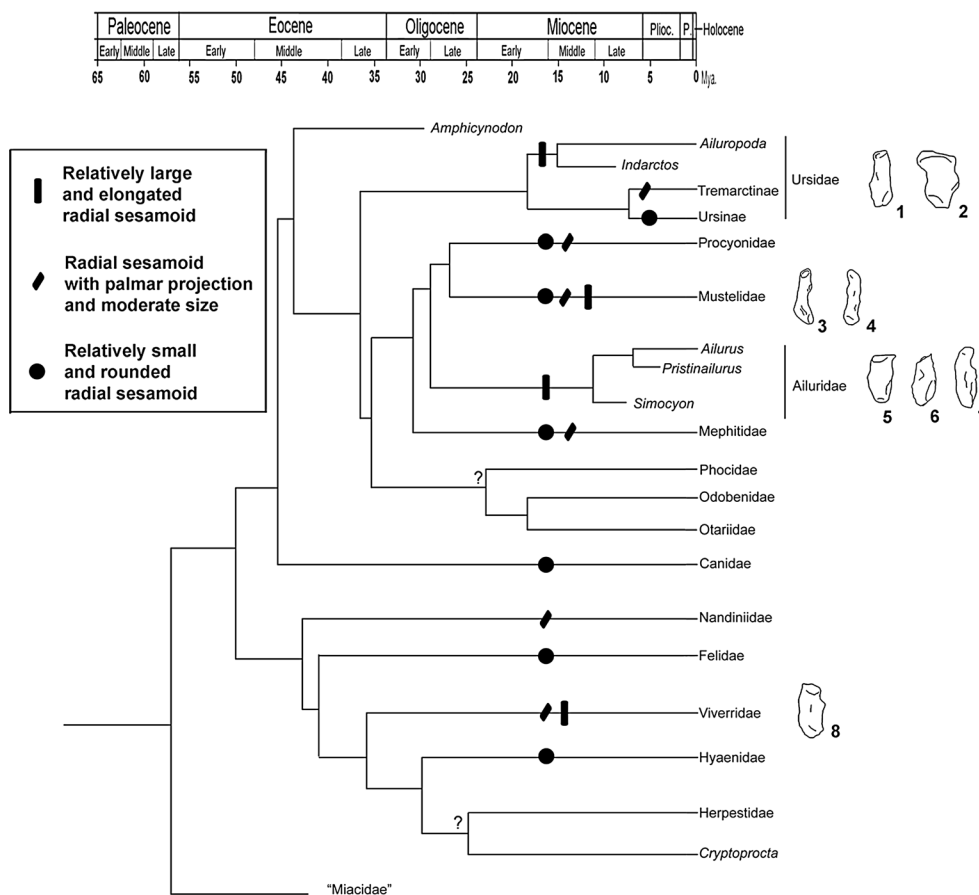 Paleocene Eocene Oligocene Miocene Plioc. P. Holocene
Early Middle Late Early Middle Late Early Late Early Middle Late
65 60 55 50 45 40 35 30 25 20 15 10 5 0 Mya.
Relatively large
and elongated
radial sesamoid
Radial sesamoid
with palmar projection
and moderate size
Relatively small
and rounded
radial sesamoid
Amphicynodon
Ailuropoda
Indarctos
Tremarctinae
Ursinae
Ursidae
1 2
Procyonidae
Mustelidae
3 4
Ailurus
Pristinailurus
Simocyon
Ailuridae
5 6
Mephitidae
?
Phocidae
Odobenidae
Otariidae
Canidae
Nandiniidae
Felidae
Viverridae
8
Hyaenidae
?
Herpestidae
Cryptoprocta
“Miacidae”